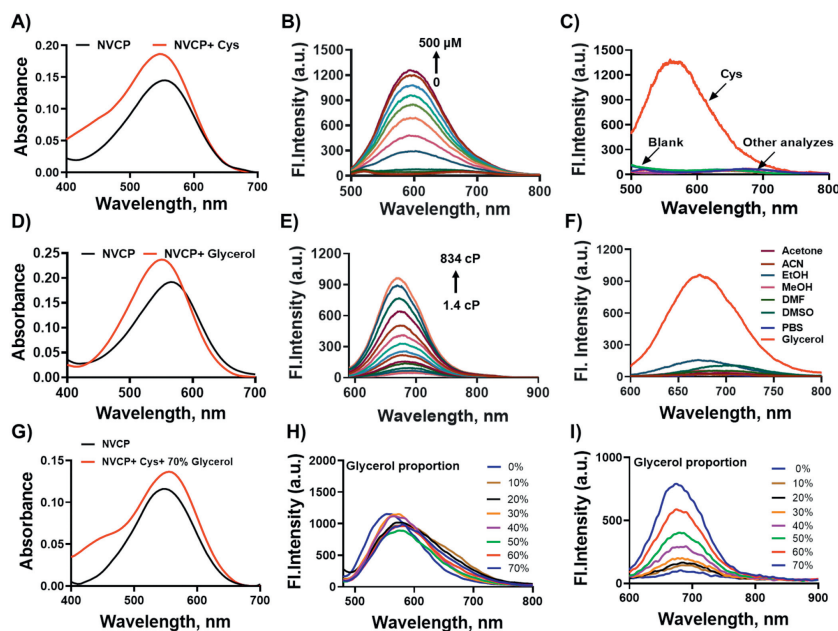 A)
NVCP
NVCP+ Cys
Absorbance
0.20
0.15
0.10
0.05
0.00
400
500
600
700
Wavelength, nm
B)
Fl.Intensity (a.u.)
1500
1200
900
600
300
0
500 µM
0
500
600
700
800
Wavelength, nm
C)
Fl.Intensity (a.u.)
1500
1200
900
600
300
0
Cys
Blank
Other analyzes
500
600
700
800
Wavelength, nm
D)
NVCP
NVCP+ Glycerol
Absorbance
0.25
0.20
0.15
0.10
0.05
0.00
400
500
600
700
Wavelength, nm
E)
Fl.Intensity (a.u.)
1200
900
600
300
0
834 cP
1.4 cP
600
700
800
900
Wavelength, nm
F)
Fl.Intensity (a.u.)
1200
900
600
300
0
Acetone
ACN
EtOH
MeOH
DMF
DMSO
PBS
Glycerol
600
650
700
750
800
Wavelength, nm
G)
NVCP
NVCP+ Cys+ 70% Glycerol
Absorbance
0.15
0.10
0.05
0.00
400
500
600
700
Wavelength, nm
H)
Glycerol proportion
Fl.Intensity (a.u.)
2000
1500
1000
500
0
0%
10%
20%
30%
40%
50%
60%
70%
500
600
700
800
Wavelength, nm
I)
Glycerol proportion
Fl.Intensity (a.u.)
1000
500
0
0%
10%
20%
30%
40%
50%
60%
70%
600
700
800
900
Wavelength, nm